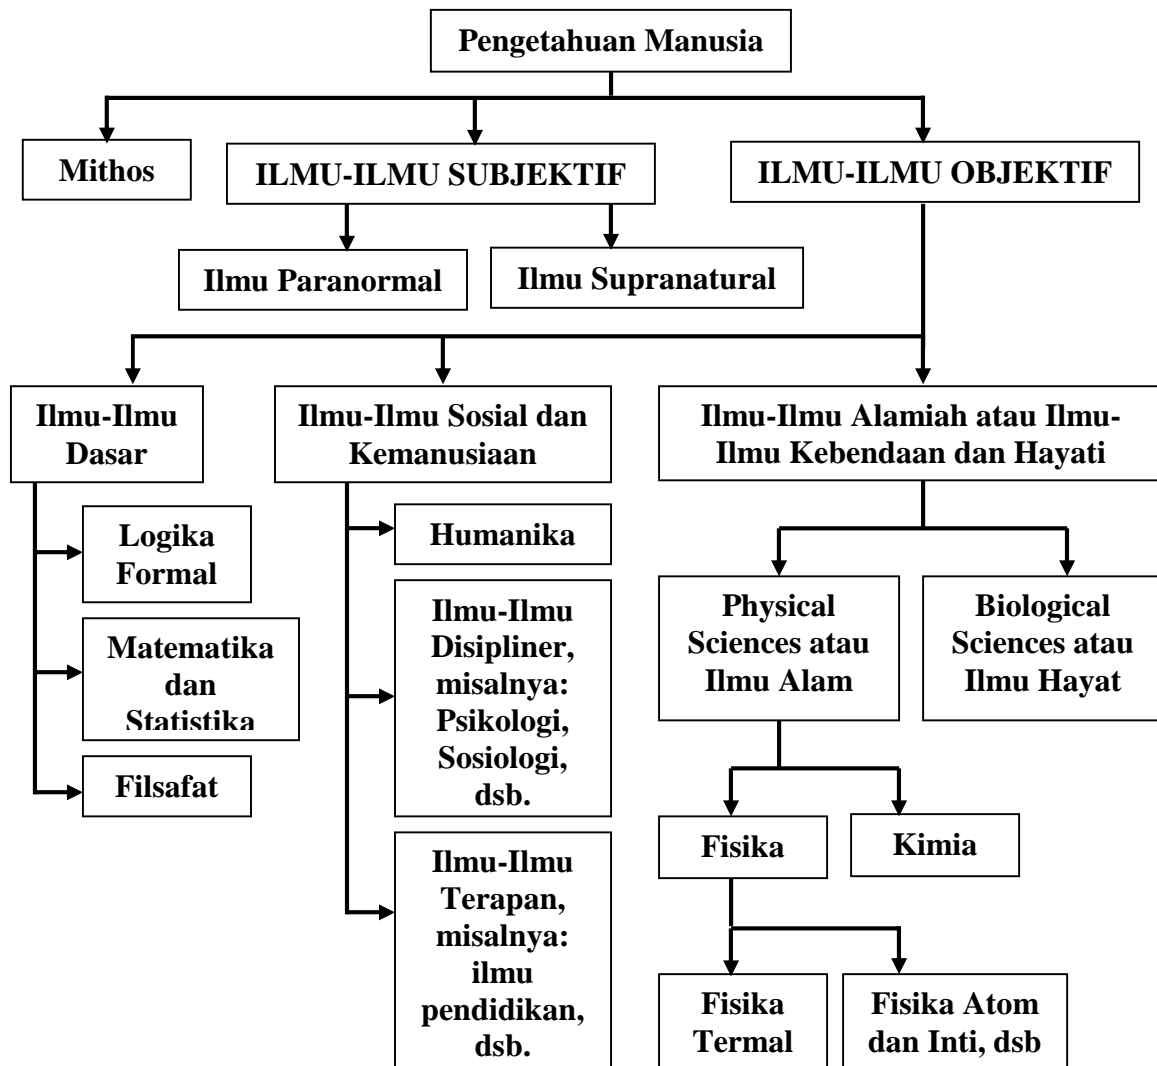 Pengetahuan Manusia
Mithos
ILMU-ILMU SUBJEKTIF
ILMU-ILMU OBJEKTIF
Ilmu Paranormal
Ilmu Supranatural
Ilmu-Ilmu
Dasar
Ilmu-Ilmu Sosial dan
Kemanusiaan
Ilmu-Ilmu Alamiah atau Ilmu-
Ilmu Kebendaan dan Hayati
Logika
Formal
Matematika
dan
Statistika
Filsafat
Humanika
Ilmu-Ilmu
Disipliner,
misalnya:
Psikologi,
Sosiologi,
dsb.
Ilmu-Ilmu
Terapan,
misalnya:
ilmu
pendidikan,
dsb.
Physical
Sciences atau
Ilmu Alam
Biological
Sciences atau
Ilmu Hayat
Fisika
Kimia
Fisika
Termal
Fisika Atom
dan Inti, dsb